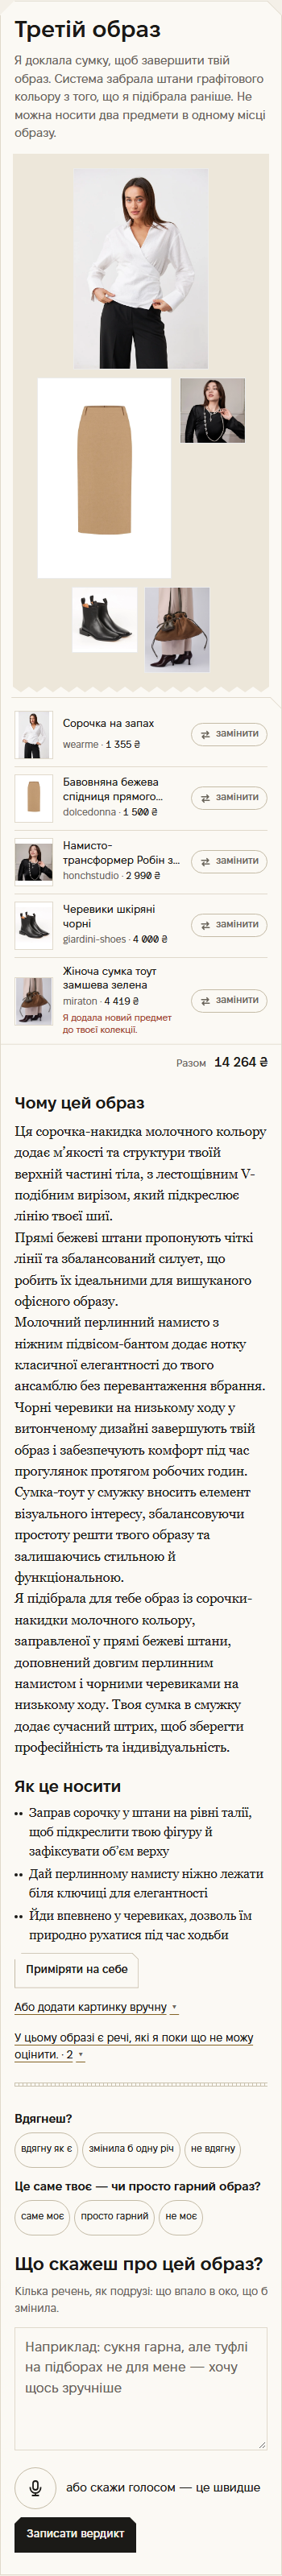 Третій образ
Я доклала сумку, щоб завершити твій
образ. Система забрала штани графітового
кольору з того, що я підібрала раніше. Не
можна носити два предмети в одному місці
образу.
Сорочка на запах
wearme · 1 355 ₴
замінити
Бавовняна бежева
спідниця прямого...
dolcedonna · 1 500 ₴
замінити
Намисто-
трансформер Робін з...
honchstudio · 2 990 ₴
замінити
Черевики шкіряні
чорні
giardini-shoes · 4 000 ₴
замінити
Жіноча сумка тоут
замшева зелена
miraton · 4 419 ₴
Я додала новий предмет
до твоєї колекції.
замінити
Разом 14 264 ₴
Чому цей образ
Ця сорочка-накидка молочного кольору
додає м’якості та структури твоїй
верхній частині тіла, з лестощівним V-
подібним вирізом, який підкреслює
лінію твоєї шиї.
Прямі бежеві штани пропонують чіткі
лінії та збалансований силует, що
робить їх ідеальними для вишуканого
офісного образу.
Молочний перлинний намисто з
ніжним підвісом-бантом додає нотку
класичної елегантності до твого
ансамблю без перевантаження вбрання.
Чорні черевики на низькому ходу у
витонченому дизайні завершують твій
образ і забезпечують комфорт під час
прогулянок протягом робочих годин.
Сумка-тоут у смужку вносить елемент
візуального інтересу, збалансовуючи
простоту решти твого образу та
залишаючись стильною й
функціональною.
Я підібрала для тебе образ із сорочки-
накидки молочного кольору,
заправленої у прямі бежеві штани,
доповнений довгим перлинним
намистом і чорними черевиками на
низькому ходу. Твоя сумка в смужку
додає сучасний штрих, щоб зберегти
професійність та індивідуальність.
Як це носити
•• Заправ сорочку у штани на рівні талії,
щоб підкреслити твою фігуру й
зафіксувати об’єм верху
•• Дай перлинному намисту ніжно лежати
біля ключиці для елегантності
•• Йди впевнено у черевиках, дозволь їм
природно рухатися під час ходьби
Приміряти на себе
Або додати картинку вручну
У цьому образі є речі, які я поки що не можу
оцінити. · 2
Вдягнеш?
вдягну як є
змінила б одну річ
не вдягну
Це саме твоє — чи просто гарний образ?
саме моє
просто гарний
не моє
Що скажеш про цей образ?
Кілька речень, як подрузі: що впало в око, що б
змінила.
Наприклад: сукня гарна, але туфлі
на підборах не для мене — хочу
щось зручніше
або скажи голосом — це швидше
Записати вердикт